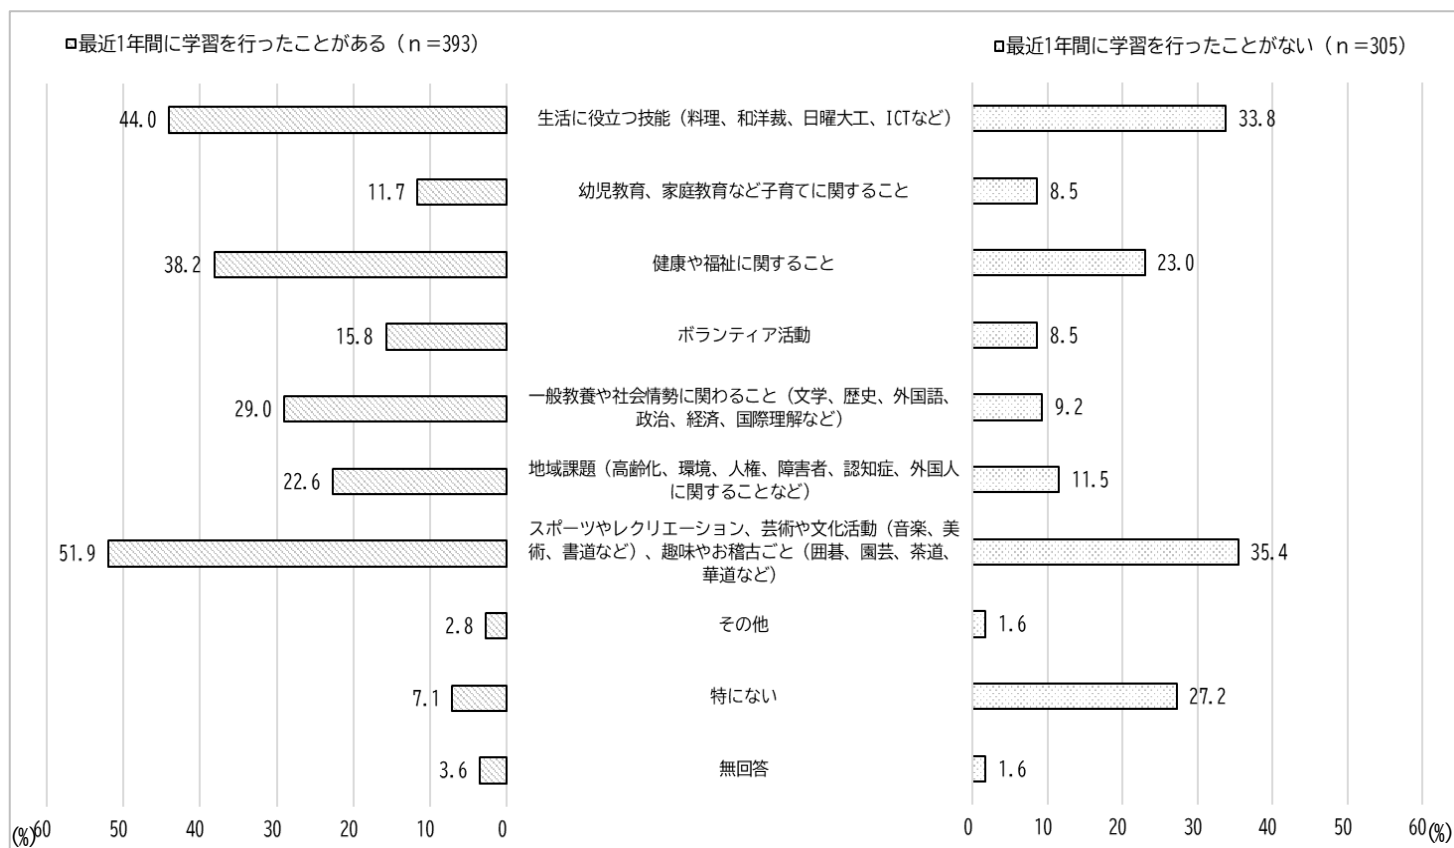 最近1年間に学習を行ったことがある（ｎ＝393）
最近1年間に学習を行ったことがない（ｎ＝305）
44.0 生活に役立つ技能（料理、和洋裁、日曜大工、ICTなど） 33.8
11.7 幼児教育、家庭教育など子育てに関すること 8.5
38.2 健康や福祉に関すること 23.0
15.8 ボランティア活動 8.5
29.0 一般教養や社会情勢に関わること（文学、歴史、外国語、
政治、経済、国際理解など） 9.2
22.6 地域課題（高齢化、環境、人権、障害者、認知症、外国人
に関することなど） 11.5
スポーツやレクリエーション、芸術や文化活動（音楽、美
51.9 術、書道など）、趣味やお稽古ごと（囲碁、園芸、茶道、 35.4
華道など）
2.8 その他 1.6
7.1 特にない 27.2
3.6 無回答 1.6
(%)60 50 40 30 20 10 0
0 10 20 30 40 50 60 (%)